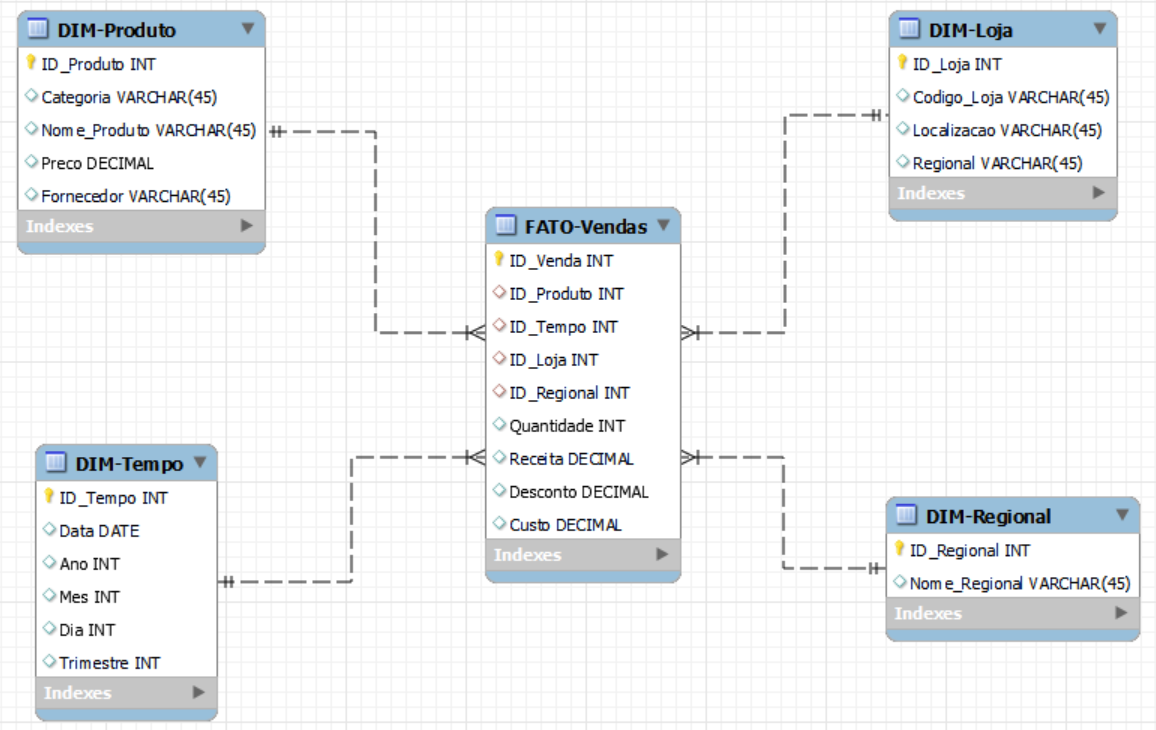 DIM-Produto
ID_Produto INT
Categoria VARCHAR(45)
Nome_Produto VARCHAR(45)
Preco DECIMAL
Fornecedor VARCHAR(45)
Indexes
DIM-Loja
ID_Loja INT
Codigo_Loja VARCHAR(45)
Localizacao VARCHAR(45)
Regional VARCHAR(45)
Indexes
FATO-Vendas
ID_Venda INT
ID_Produto INT
ID_Tempo INT
ID_Loja INT
ID_Regional INT
Quantidade INT
Receita DECIMAL
Desconto DECIMAL
Custo DECIMAL
Indexes
DIM-Tempo
ID_Tempo INT
Data DATE
Ano INT
Mes INT
Dia INT
Trimestre INT
Indexes
DIM-Regional
ID_Regional INT
Nome_Regional VARCHAR(45)
Indexes